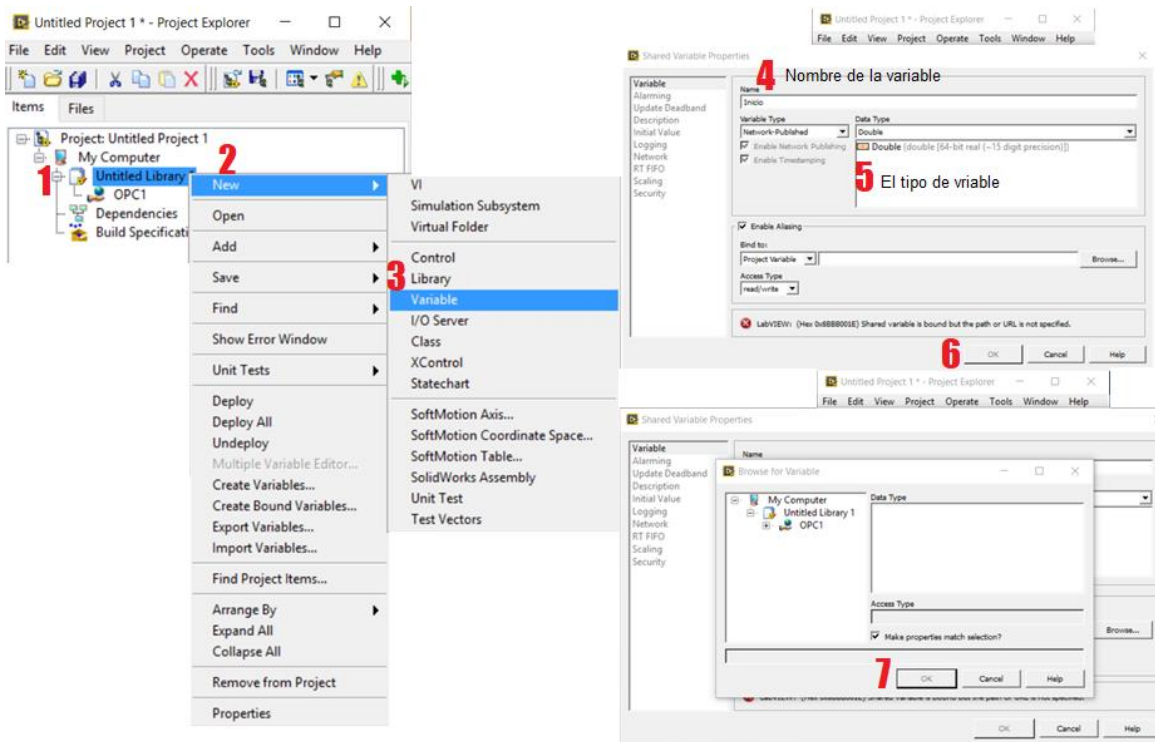 Untitled Project 1 * - Project Explorer
File Edit View Project Operate Tools Window Help
Items Files
Project: Untitled Project 1
My Computer
1 Untitled Library
OPC1
Dependencies
Build Specificati
2
New
Open
Add
Save
Find
Show Error Window
Unit Tests
Deploy
Deploy All
Undeploy
Multiple Variable Editor...
Create Variables...
Create Bound Variables...
Export Variables...
Import Variables...
Find Project Items...
Arrange By
Expand All
Collapse All
Remove from Project
Properties
VI
Simulation Subsystem
Virtual Folder
Control
3 Library
Variable
I/O Server
Class
XControl
Statechart
SoftMotion Axis...
SoftMotion Coordinate Space...
SoftMotion Table...
SolidWorks Assembly
Unit Test
Test Vectors
Untitled Project 1 * - Project Explorer
File Edit View Project Operate Tools Window Help
Shared Variable Properties
Variable
Alarming
Update Deadband
Description
Initial Value
Logging
Network
RT FIFO
Scaling
Security
4 Nombre de la variable
Name
Inicio
Variable Type Data Type
Network-Published Double
Enable Network Publishing Double (double [64-bit real (~15 digit precision)])
Enable Timestamping
5 El tipo de vriable
Enable Aliasing
Bind to:
Project Variable Browse...
Access Type
read/write
LabVIEW: (Hex 0x8BBB001E) Shared variable is bound but the path or URL is not specified.
6 OK Cancel Help
Untitled Project 1 * - Project Explorer
File Edit View Project Operate Tools Window Help
Shared Variable Properties
Variable
Alarming
Update Deadband
Description
Initial Value
Logging
Network
RT FIFO
Scaling
Security
Name
Browse for Variable
My Computer
Untitled Library 1
OPC1
Data Type
Access Type
Make properties match selection?
Browse...
7 OK Cancel Help
OK Cancel Help